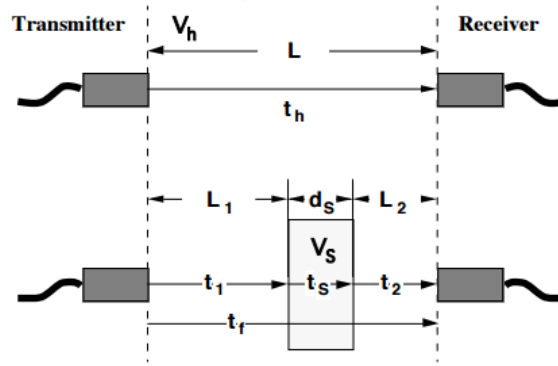 Transmitter V_h Receiver
L
t_h
L_1 d_s L_2
V_s
t_1 t_s t_2
t_f